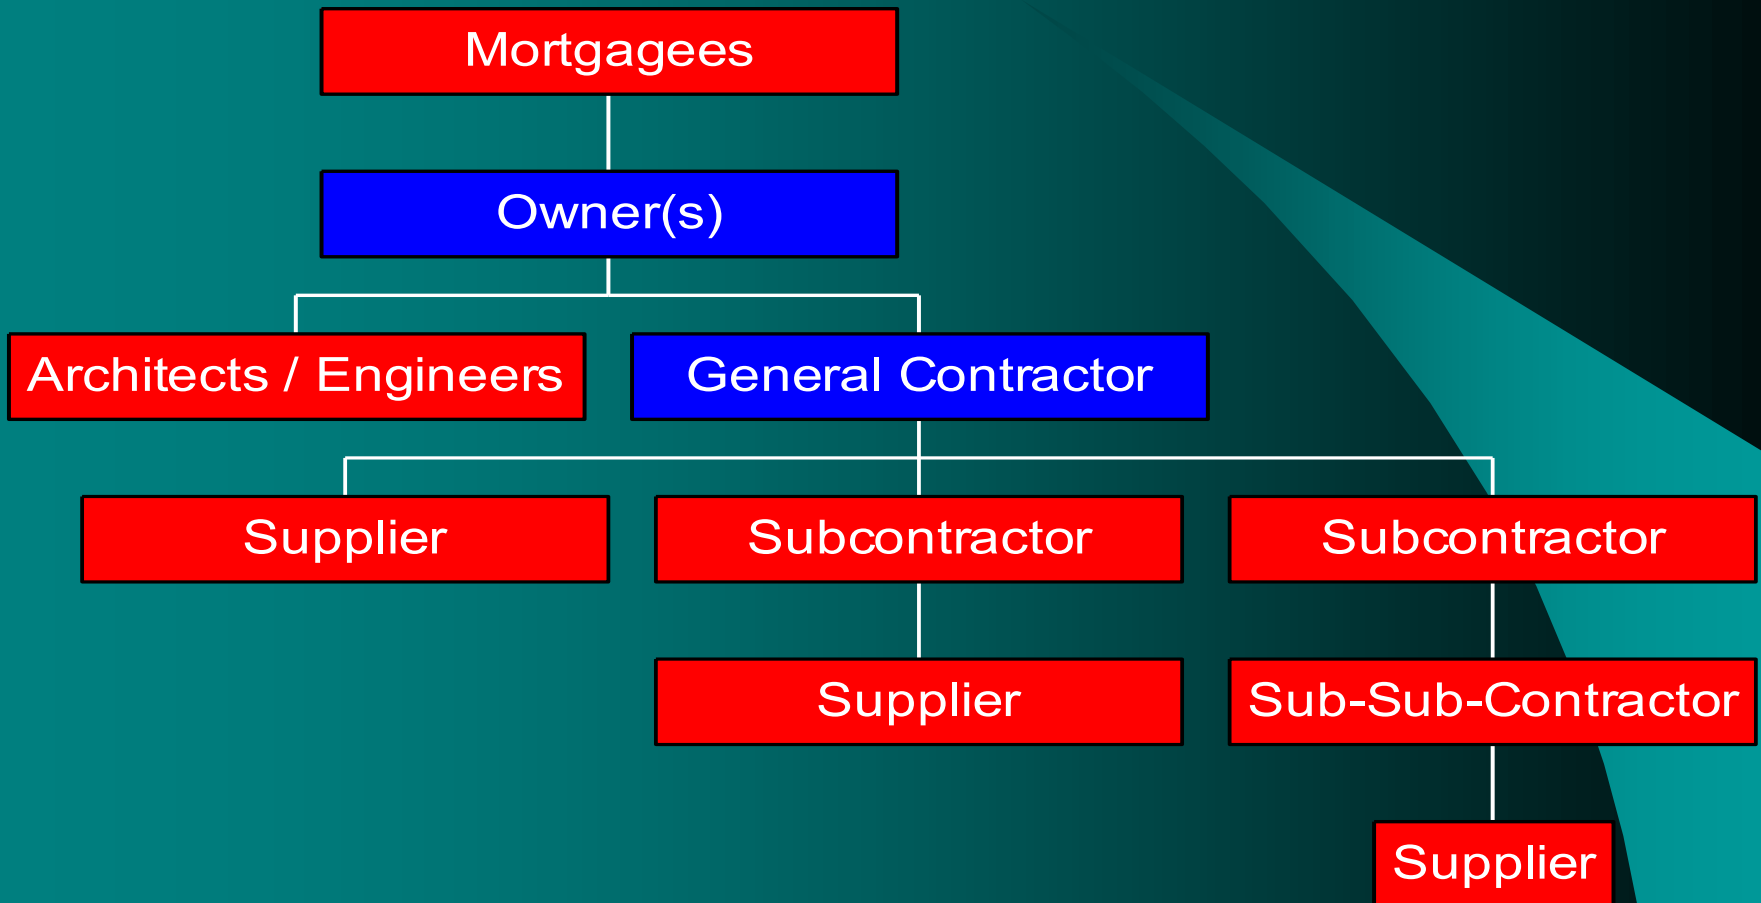 Mortgagees
Owner(s)
Architects / Engineers
General Contractor
Supplier
Subcontractor
Subcontractor
Supplier
Sub-Sub-Contractor
Supplier